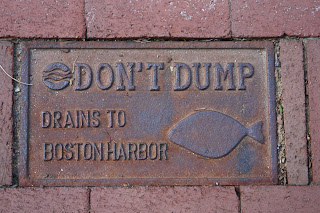 DON'T DUMP
DRAINS TO
BOSTON HARBOR